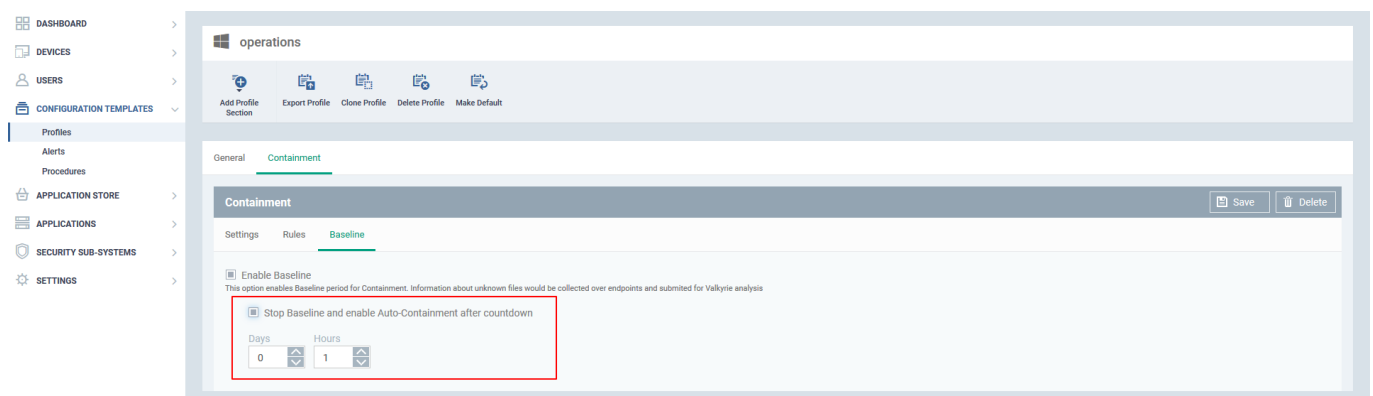 DASHBOARD
DEVICES
USERS
CONFIGURATION TEMPLATES
Profiles
Alerts
Procedures
APPLICATION STORE
APPLICATIONS
SECURITY SUB-SYSTEMS
SETTINGS
operations
Add Profile Section
Export Profile
Clone Profile
Delete Profile
Make Default
General Containment
Containment
Save
Delete
Settings Rules Baseline
Enable Baseline
This option enables Baseline period for Containment. Information about unknown files would be collected over endpoints and submited for Valkyrie analysis
Stop Baseline and enable Auto-Containment after countdown
Days Hours
0 1